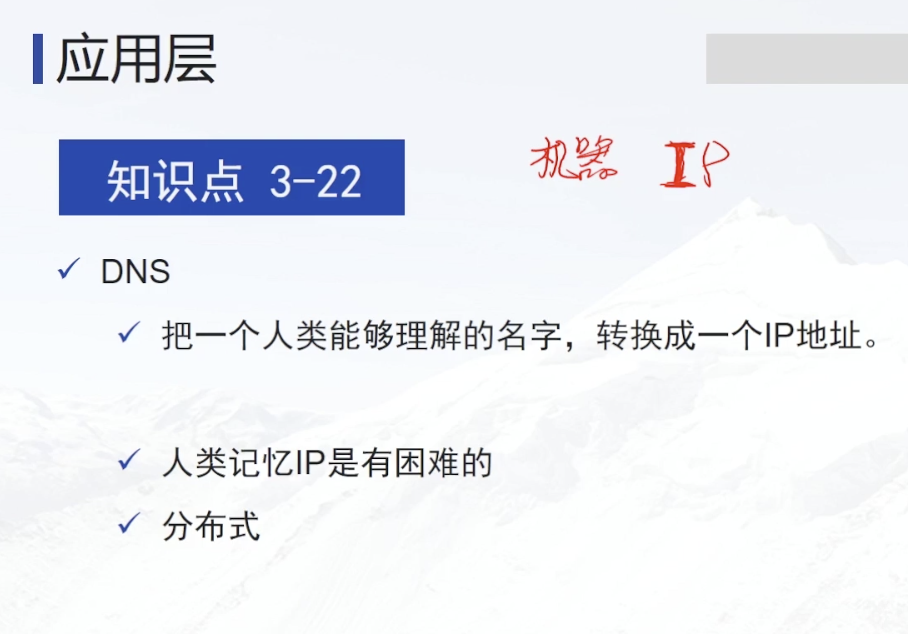 应用层
知识点 3-22
机器 IP
DNS
把一个人类能够理解的名字，转换成一个IP地址。
人类记忆IP是有困难的
分布式